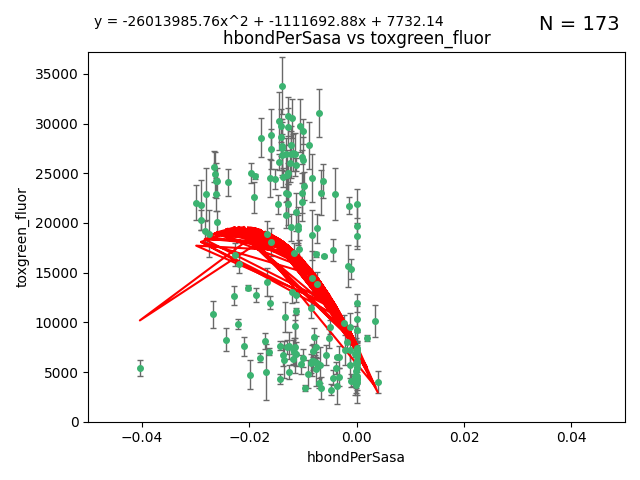 y = -26013985.76x^2 + -1111692.88x + 7732.14
N = 173
hbondPerSasa vs toxgreen_fluor
35000
30000
25000
20000
15000
10000
5000
0
toxgreen_fluor
−0.04
−0.02
0.00
0.02
0.04
hbondPerSasa